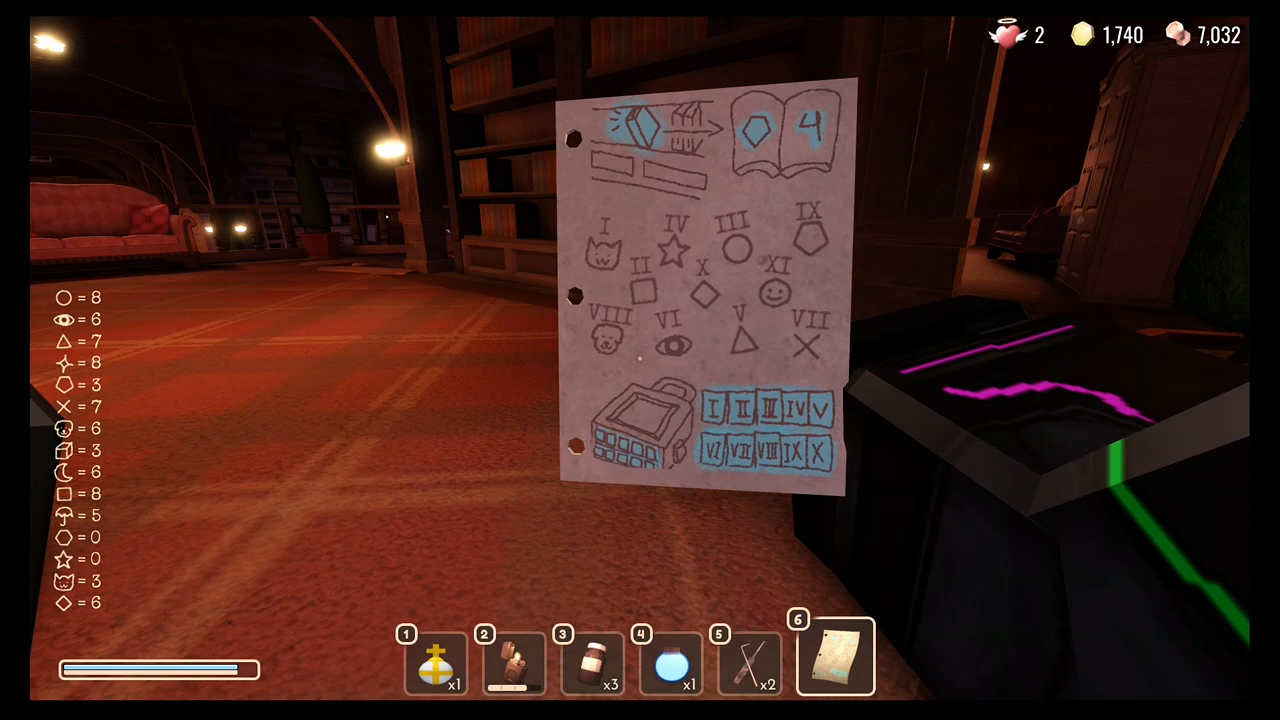 2 1,740 7,032
4
I IV III IX
II X XI
VIII VI V VII
I II III IV V
VI VII VIII IX X
= 8
= 6
= 7
= 8
= 3
= 7
= 6
= 3
= 6
= 8
= 5
= 0
= 0
= 3
= 6
1 2 3 4 5 6
x1 x3 x1 x2